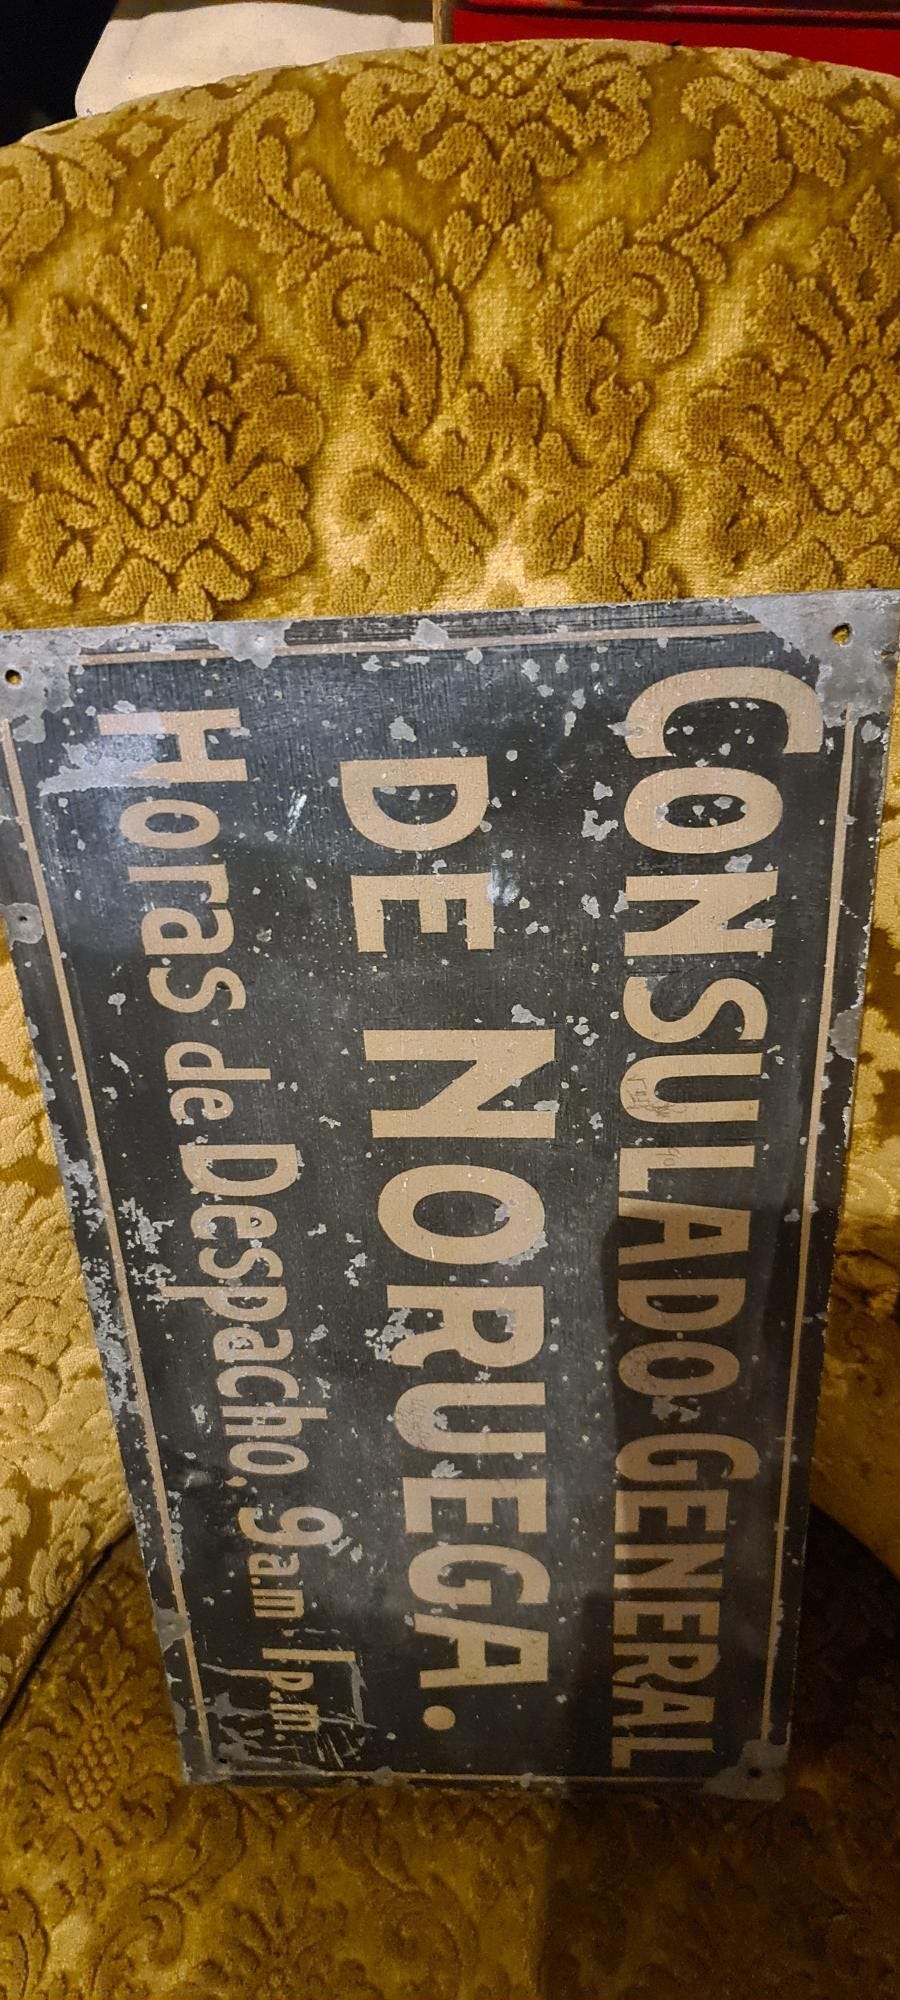 CONSULADO GENERAL
DE NORUEGA.
Horas de Despacho, 9 a.m. 1 p.m.